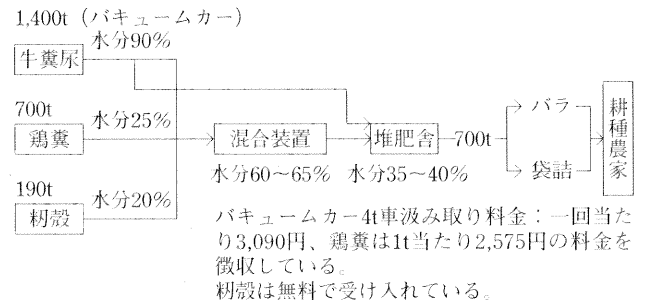 1,400t(バキュームカー)
牛糞尿
水分90%
700t
鶏糞
水分25%
混合装置
水分60～65%
堆肥舎
水分35～40%
700t
バラ
袋詰
耕種農家
190t
籾殻
水分20%
バキュームカー4t車汲み取り料金：一回当た
り3,090円、鶏糞は1t当たり2,575円の料金を
徴収している。
籾殻は無料で受け入れている。